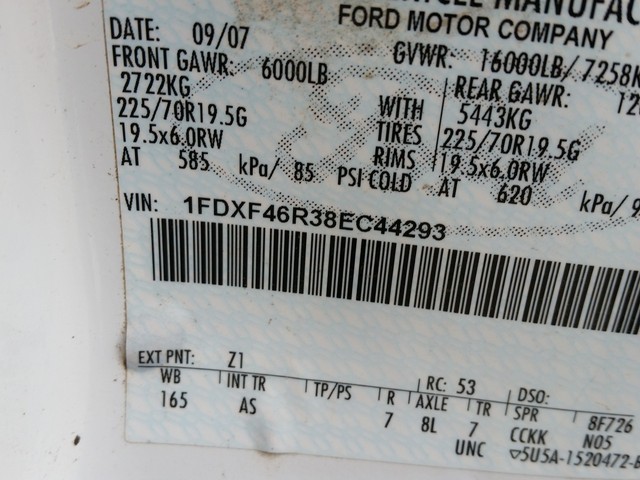 MANUFAC
FORD MOTOR COMPANY
DATE: 09/07 GVWR: 16000LB/ 7258K
FRONT GAWR: 6000LB REAR GAWR:
2722KG WITH 5443KG
225/70R19.5G TIRES 225/70R19.5G
19.5x6.0RW RIMS 19.5x6.0RW
AT 585 kPa/ 85 PSI COLD AT 620 kPa/
VIN: 1FDXF46R38EC44293
EXT PNT: Z1 RC: 53 DSO:
WB INT TR TP/PS R AXLE TR SPR 8F726
165 AS 7 8L 7 CCKK N05
UNC ▽5U5A-1520472-